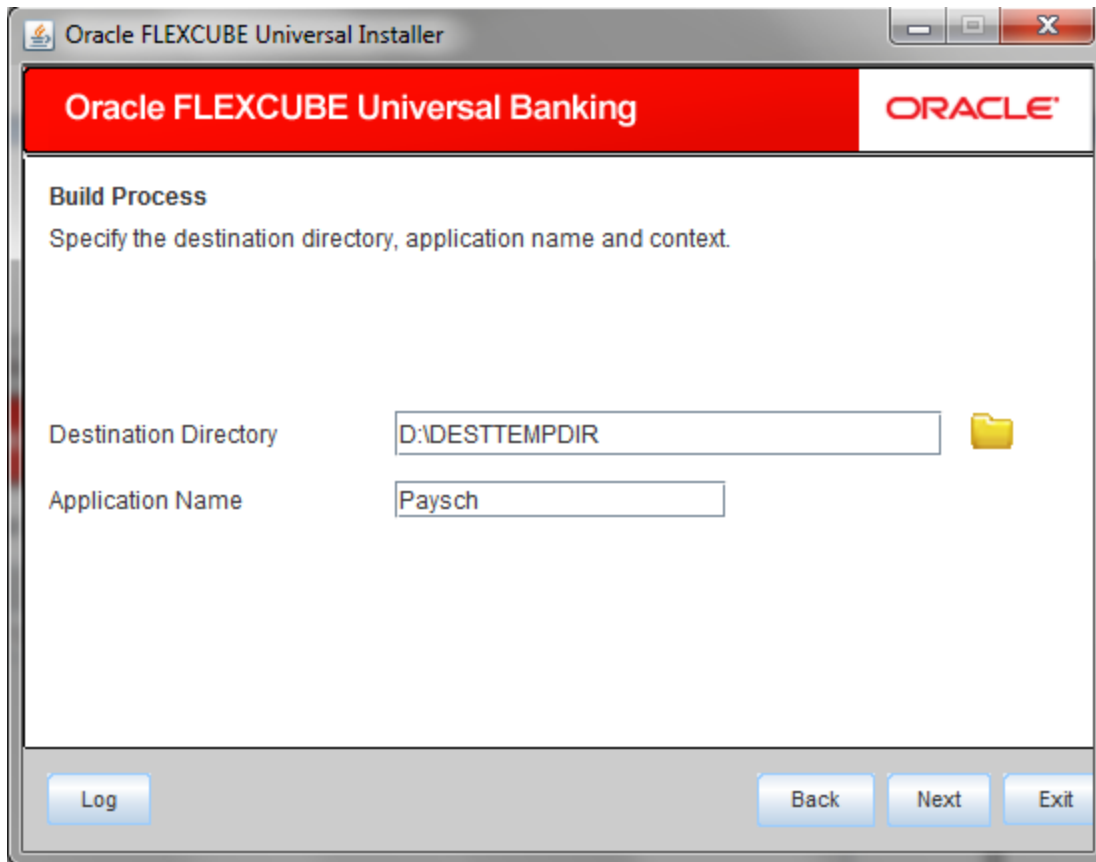 Oracle FLEXCUBE Universal Installer
Oracle FLEXCUBE Universal Banking
ORACLE
Build Process
Specify the destination directory, application name and context.
Destination Directory D:\DESTTEMPDIR
Application Name Paysch
Log Back Next Exit